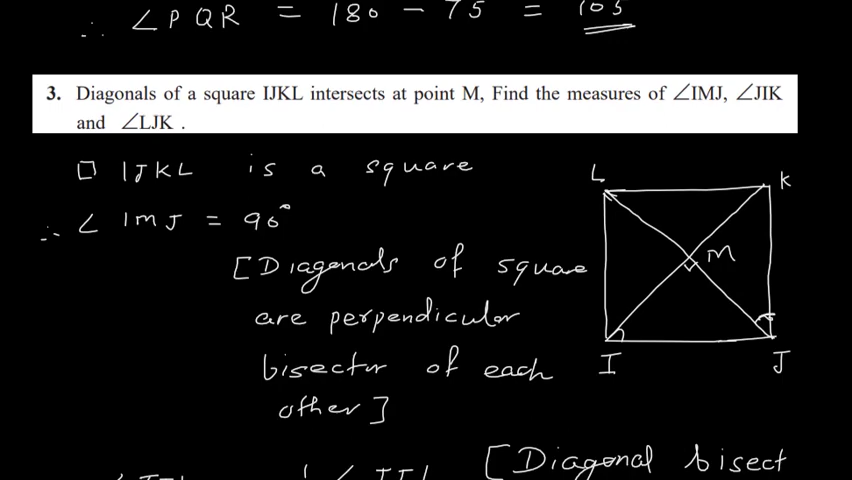 ∴ ∠PQR = 180 - 75 = 105
3. Diagonals of a square IJKL intersects at point M, Find the measures of ∠IMJ, ∠JIK
and ∠LJK .
□ IJKL is a square
∴ ∠ IMJ = 90°
[Diagonals of square
are perpendicular
bisector of each
other]
L
K
M
I
J
[Diagonal bisect